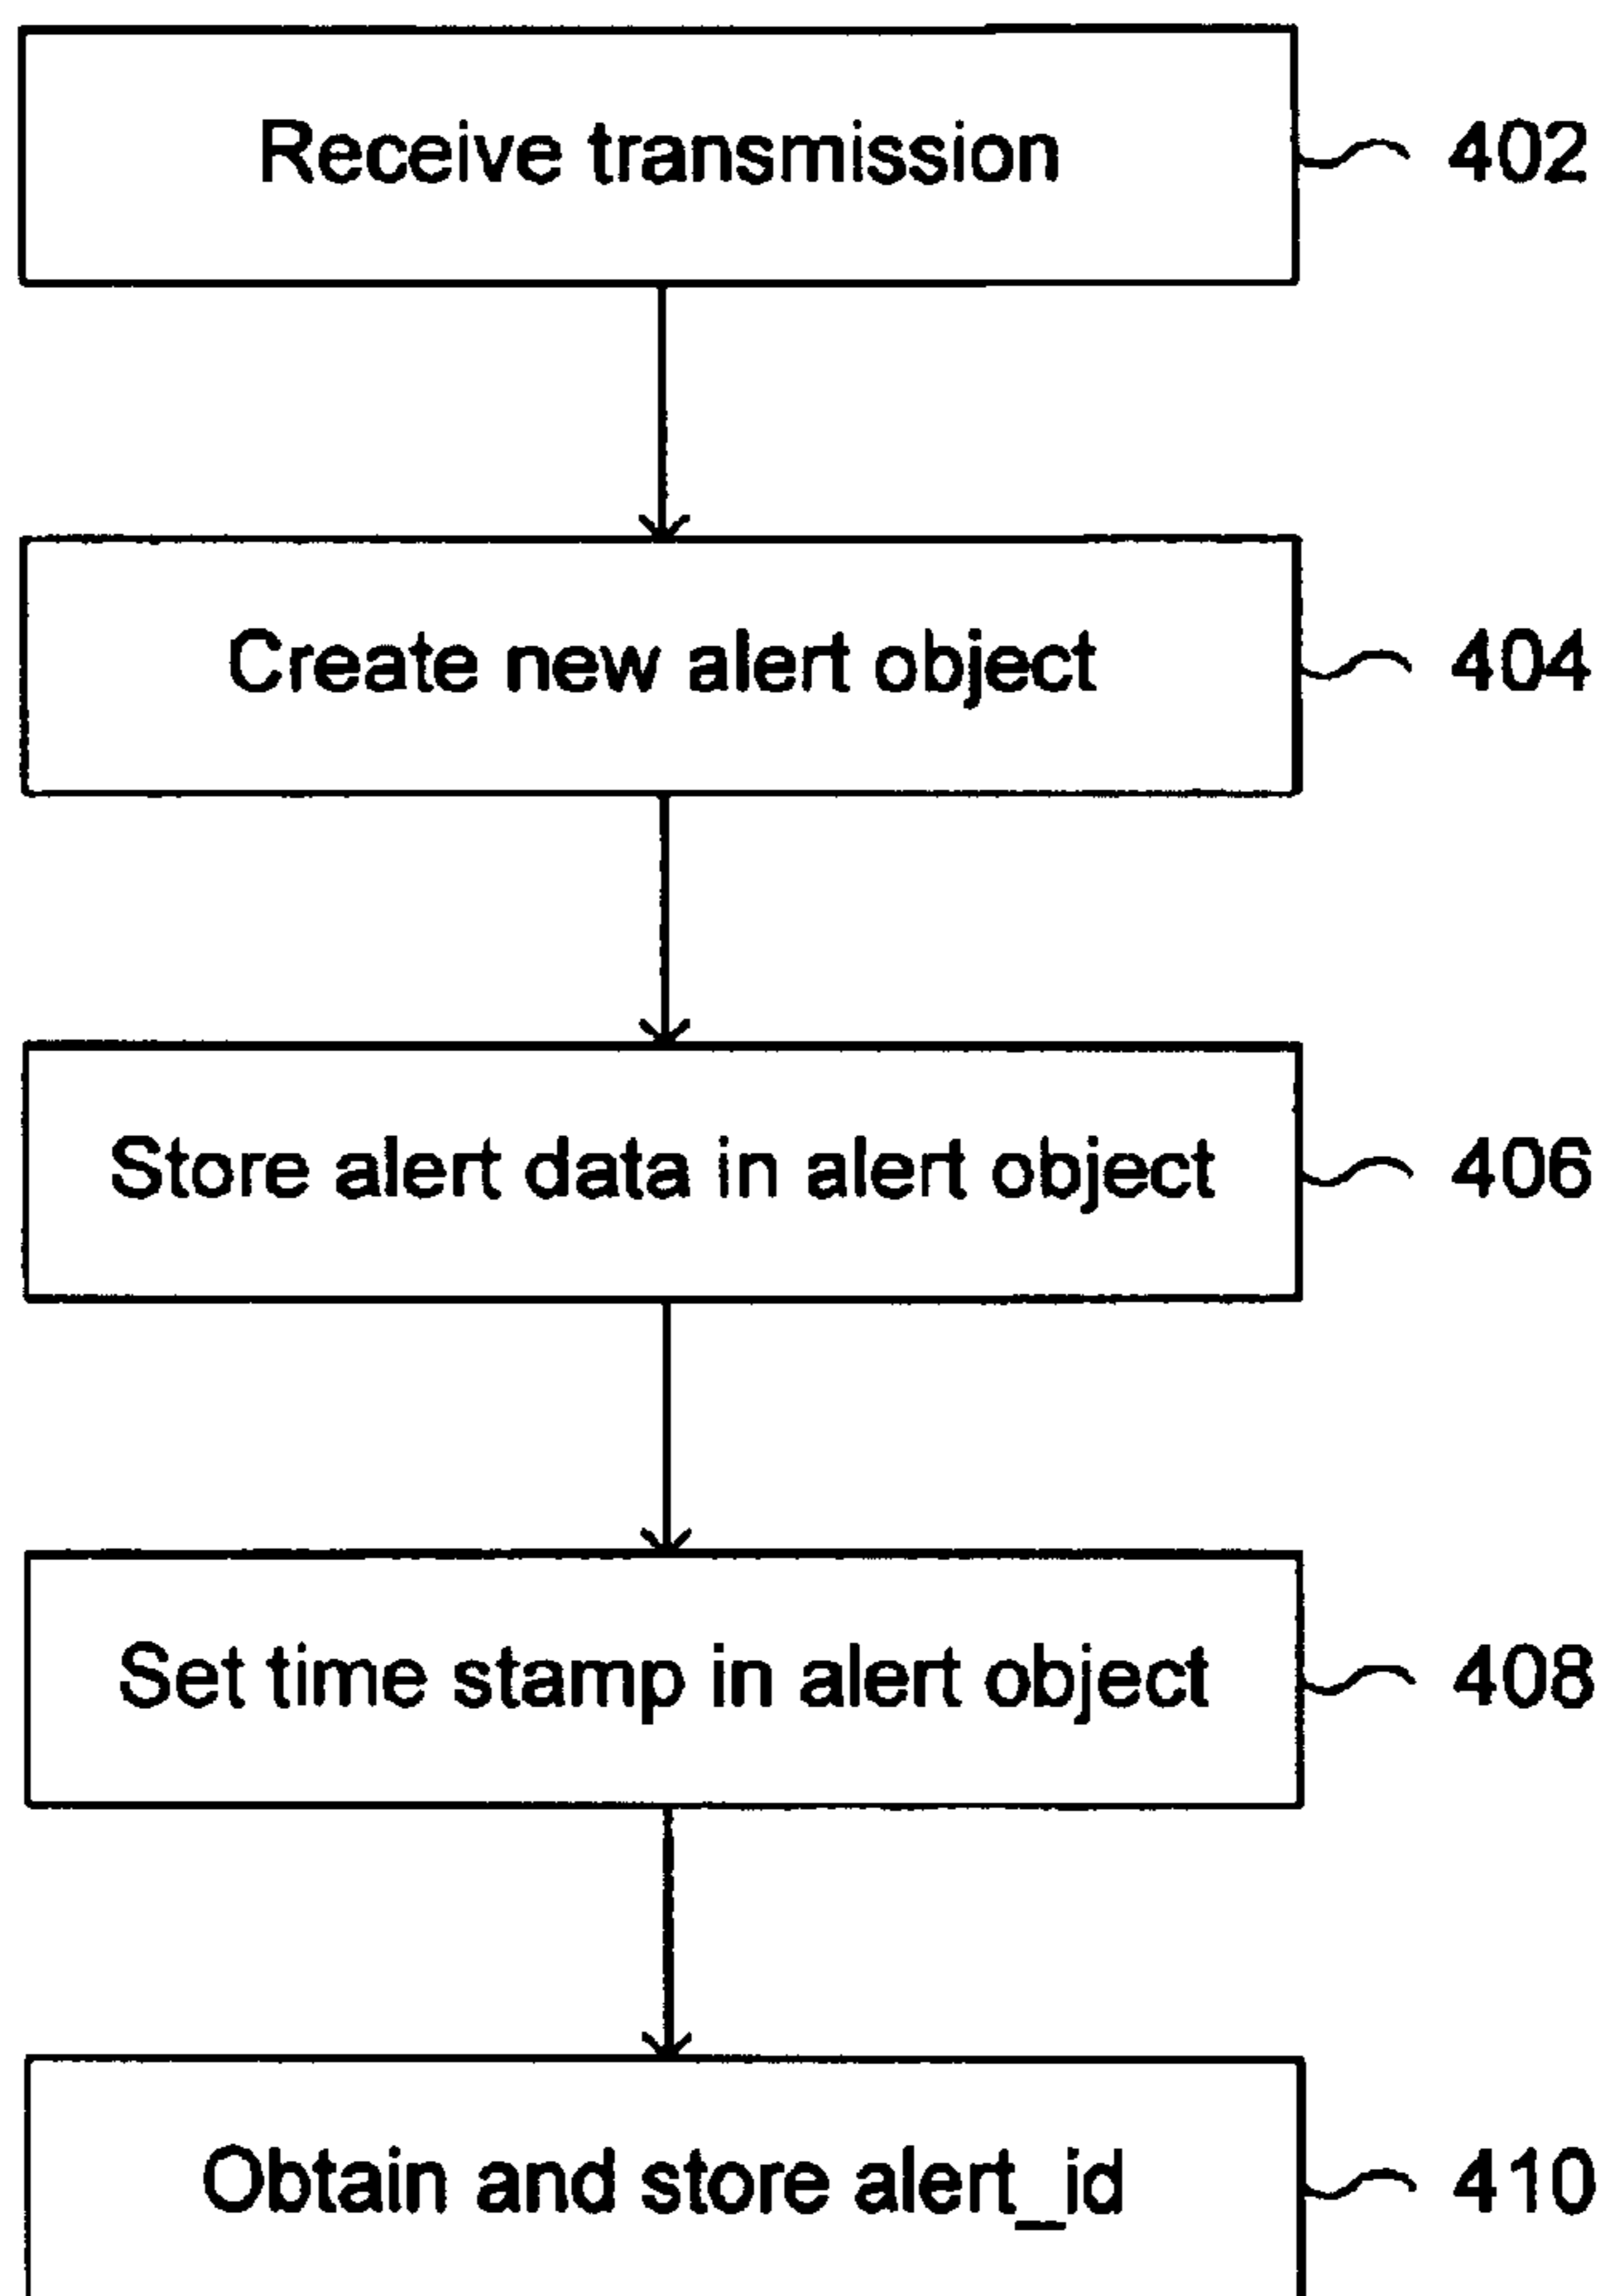 Receive transmission 402
Create new alert object 404
Store alert data in alert object 406
Set time stamp in alert object 408
Obtain and store alert_id 410